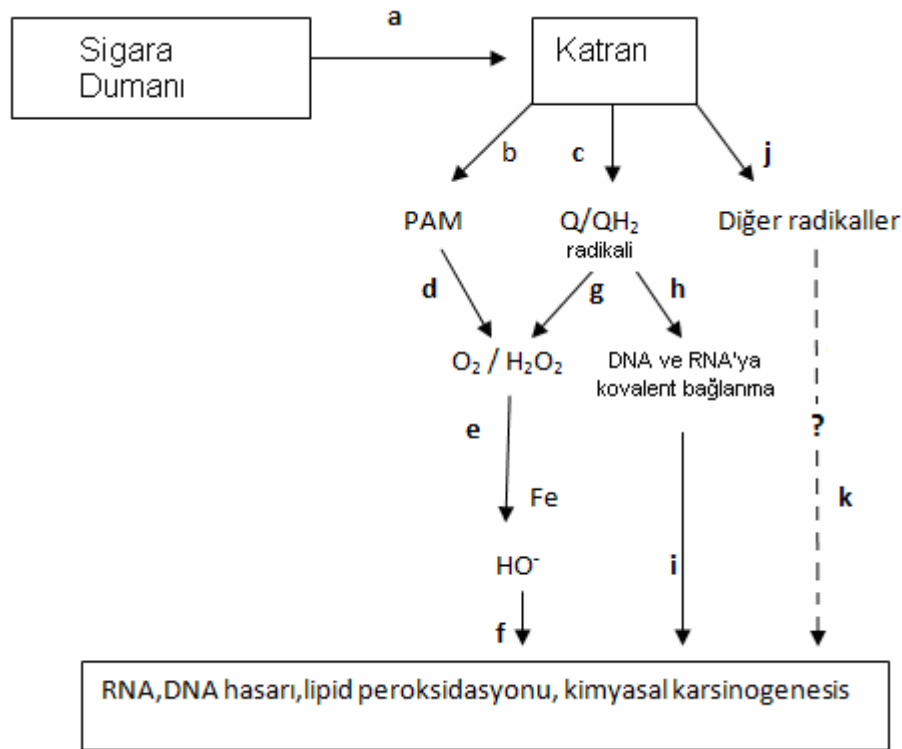 a
Sigara
Dumanı
Katran
b
c
j
PAM
Q/QH₂
radikali
Diğer radikaller
d
g
h
O₂ / H₂O₂
DNA ve RNA'ya
kovalent bağlanma
e
?
Fe
k
HO⁻
i
f
RNA,DNA hasarı,lipid peroksidasyonu, kimyasal karsinogenesis